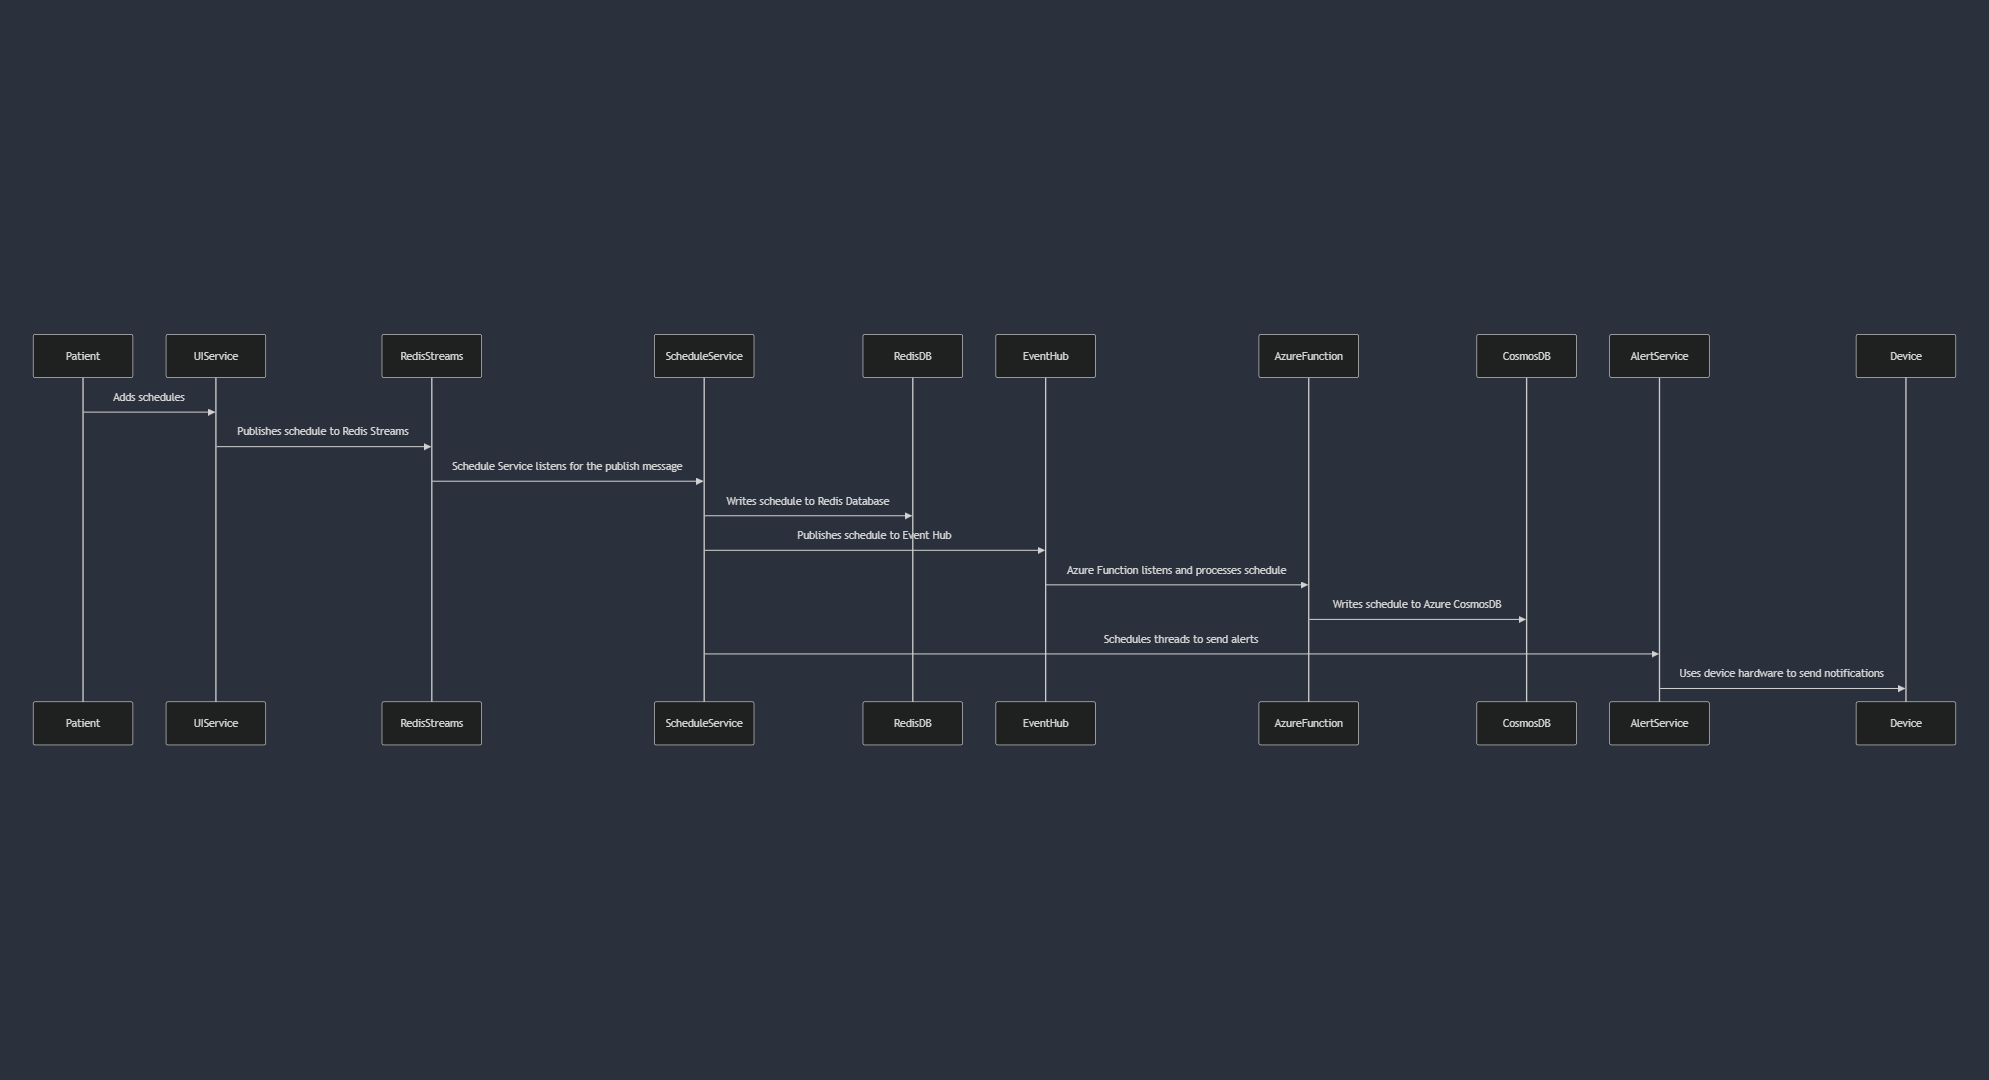 Patient
UIService
RedisStreams
ScheduleService
RedisDB
EventHub
AzureFunction
CosmosDB
AlertService
Device
Adds schedules
Publishes schedule to Redis Streams
Schedule Service listens for the publish message
Writes schedule to Redis Database
Publishes schedule to Event Hub
Azure Function listens and processes schedule
Writes schedule to Azure CosmosDB
Schedules threads to send alerts
Uses device hardware to send notifications
Patient
UIService
RedisStreams
ScheduleService
RedisDB
EventHub
AzureFunction
CosmosDB
AlertService
Device